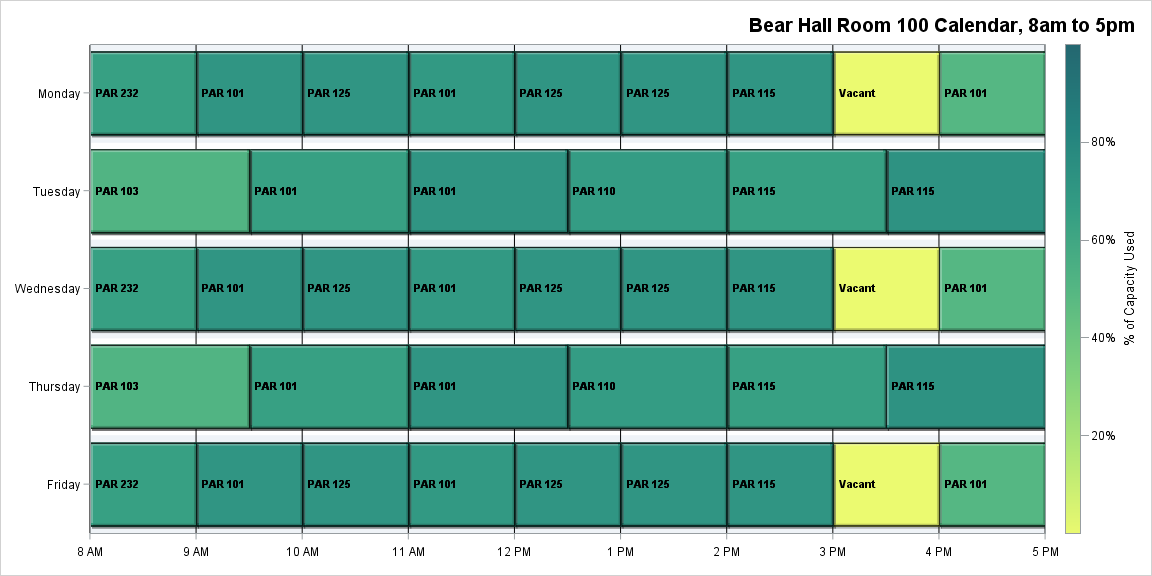 Bear Hall Room 100 Calendar, 8am to 5pm
Monday PAR 232 PAR 101 PAR 125 PAR 101 PAR 125 PAR 125 PAR 115 Vacant PAR 101
Tuesday PAR 103 PAR 101 PAR 101 PAR 110 PAR 115 PAR 115
Wednesday PAR 232 PAR 101 PAR 125 PAR 101 PAR 125 PAR 125 PAR 115 Vacant PAR 101
Thursday PAR 103 PAR 101 PAR 101 PAR 110 PAR 115 PAR 115
Friday PAR 232 PAR 101 PAR 125 PAR 101 PAR 125 PAR 125 PAR 115 Vacant PAR 101
8 AM 9 AM 10 AM 11 AM 12 PM 1 PM 2 PM 3 PM 4 PM 5 PM
80%
60%
40%
20%
% of Capacity Used